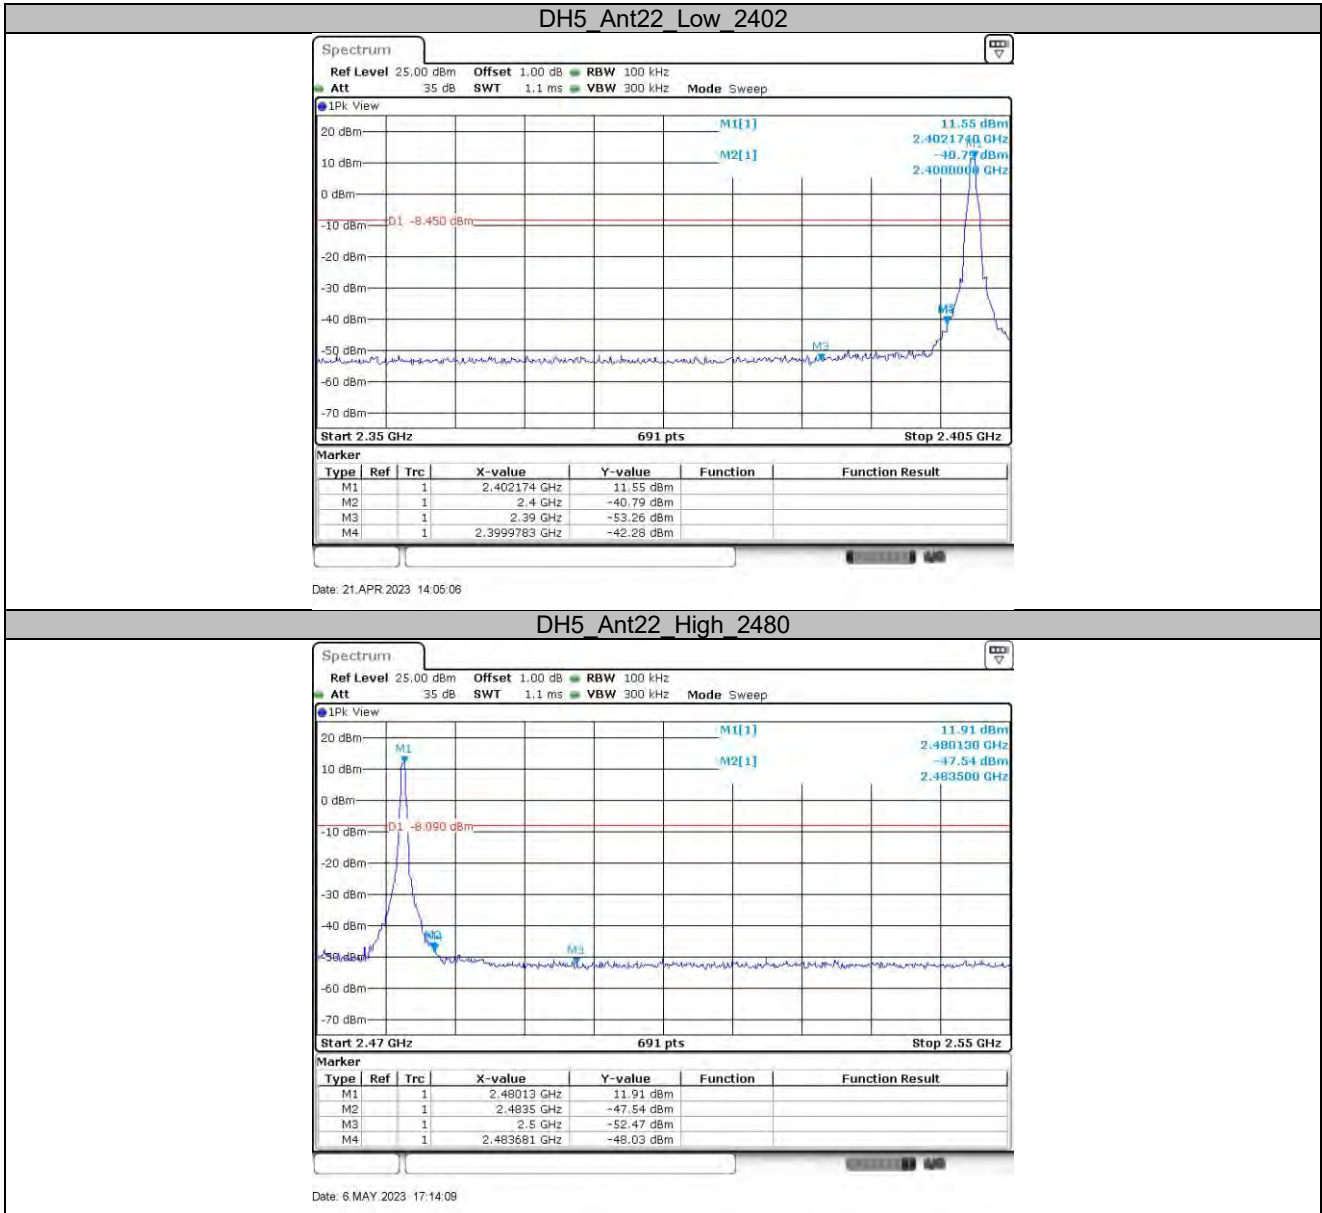 DH5_Ant22_Low_2402
Spectrum
Ref Level 25.00 dBm Offset 1.00 dB RBW 100 kHz
Att 35 dB SWT 1.1 ms VBW 300 kHz Mode Sweep
1Pk View
M1[1] 11.55 dBm
2.4021740 GHz
M2[1] -40.79 dBm
2.4000000 GHz
20 dBm
M1
10 dBm
0 dBm
D1 -8.450 dBm
-10 dBm
-20 dBm
-30 dBm
-40 dBm
M3
-50 dBm
-60 dBm
-70 dBm
Start 2.35 GHz 691 pts Stop 2.405 GHz
Marker
Type Ref Trc X-value Y-value Function Function Result
M1 1 2.402174 GHz 11.55 dBm
M2 1 2.4 GHz -40.79 dBm
M3 1 2.39 GHz -53.26 dBm
M4 1 2.3999783 GHz -42.28 dBm
Date: 21.APR.2023 14:05:06
DH5_Ant22_High_2480
Spectrum
Ref Level 25.00 dBm Offset 1.00 dB RBW 100 kHz
Att 35 dB SWT 1.1 ms VBW 300 kHz Mode Sweep
1Pk View
M1[1] 11.91 dBm
2.480130 GHz
M2[1] -47.54 dBm
2.483500 GHz
20 dBm
M1
10 dBm
0 dBm
D1 -8.090 dBm
-10 dBm
-20 dBm
-30 dBm
-40 dBm
M3
-50 dBm
-60 dBm
-70 dBm
Start 2.47 GHz 691 pts Stop 2.55 GHz
Marker
Type Ref Trc X-value Y-value Function Function Result
M1 1 2.48013 GHz 11.91 dBm
M2 1 2.4835 GHz -47.54 dBm
M3 1 2.5 GHz -52.47 dBm
M4 1 2.483681 GHz -48.03 dBm
Date: 6.MAY.2023 17:14:09